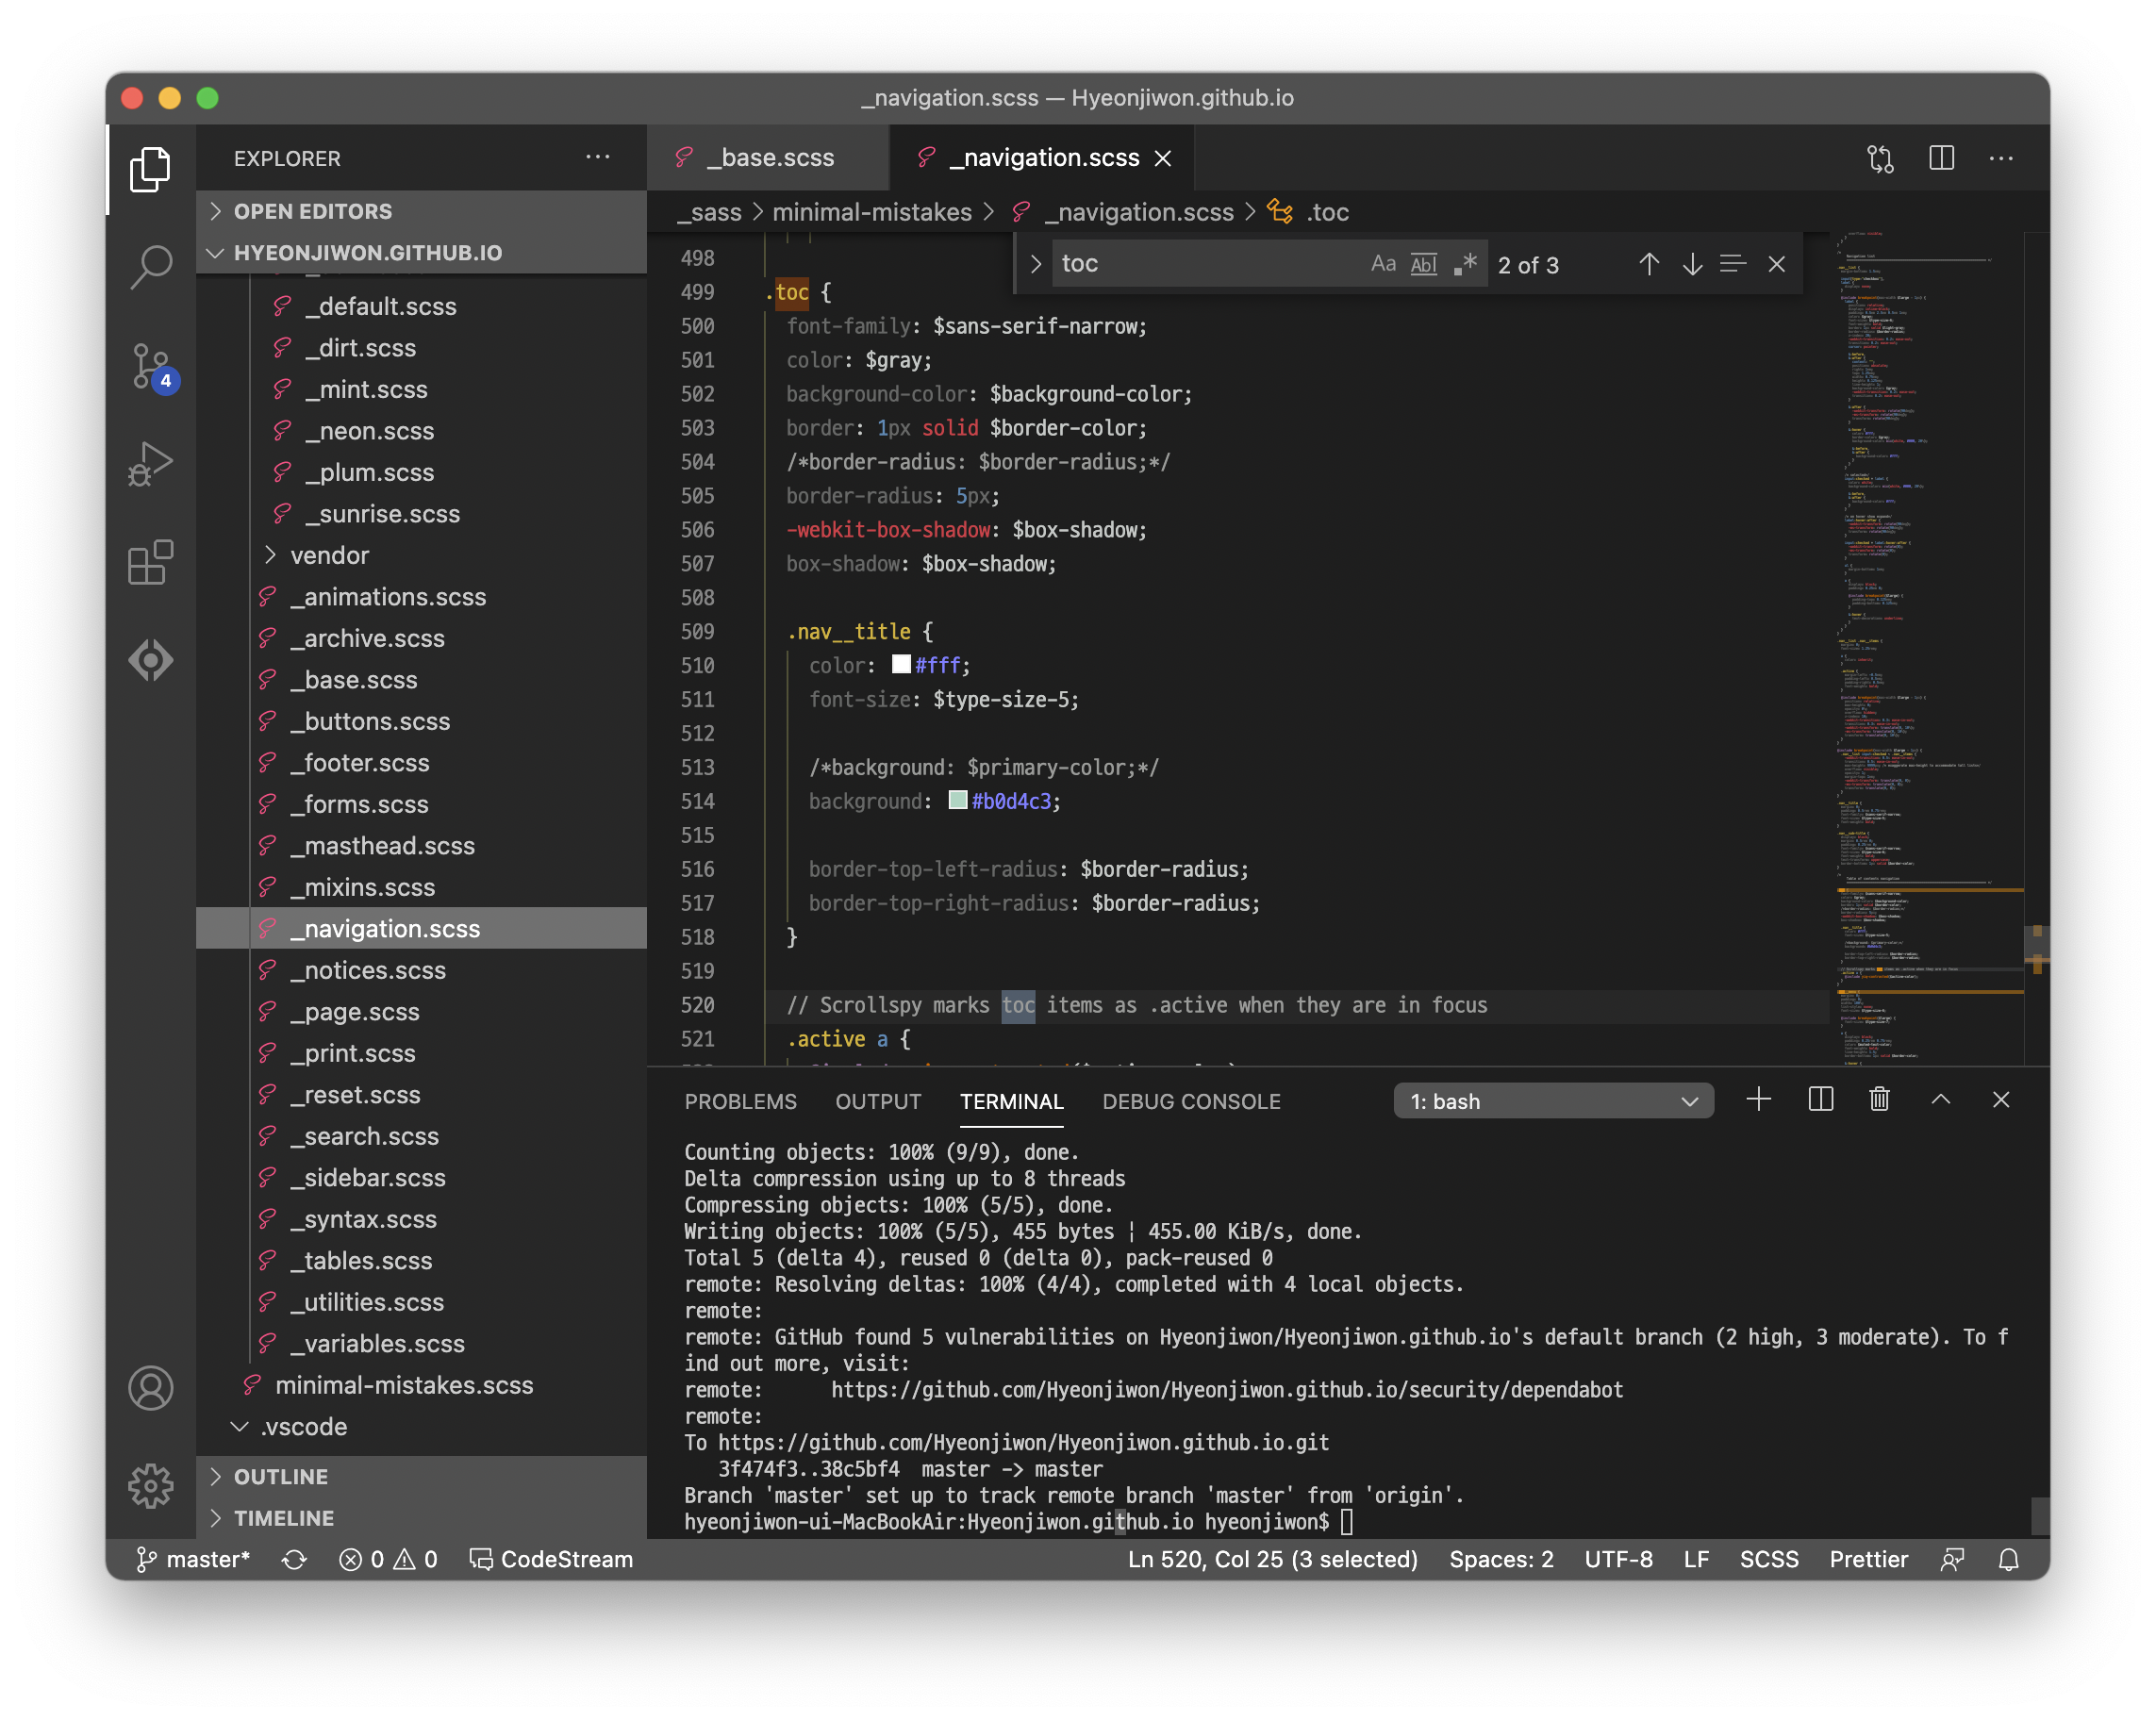 _navigation.scss — Hyeonjiwon.github.io
EXPLORER
OPEN EDITORS
HYEONJIWON.GITHUB.IO
_default.scss
_dirt.scss
_mint.scss
_neon.scss
_plum.scss
_sunrise.scss
vendor
_animations.scss
_archive.scss
_base.scss
_buttons.scss
_footer.scss
_forms.scss
_masthead.scss
_mixins.scss
_navigation.scss
_notices.scss
_page.scss
_print.scss
_reset.scss
_search.scss
_sidebar.scss
_syntax.scss
_tables.scss
_utilities.scss
_variables.scss
minimal-mistakes.scss
.vscode
OUTLINE
TIMELINE
4
_base.scss
_navigation.scss
_sass > minimal-mistakes > _navigation.scss > .toc
toc Aa Abl .* 2 of 3
498
499 .toc {
500 font-family: $sans-serif-narrow;
501 color: $gray;
502 background-color: $background-color;
503 border: 1px solid $border-color;
504 /*border-radius: $border-radius;*/
505 border-radius: 5px;
506 -webkit-box-shadow: $box-shadow;
507 box-shadow: $box-shadow;
508
509 .nav__title {
510 color: #fff;
511 font-size: $type-size-5;
512
513 /*background: $primary-color;*/
514 background: #b0d4c3;
515
516 border-top-left-radius: $border-radius;
517 border-top-right-radius: $border-radius;
518 }
519
520 // Scrollspy marks toc items as .active when they are in focus
521 .active a {
PROBLEMS OUTPUT TERMINAL DEBUG CONSOLE 1: bash
Counting objects: 100% (9/9), done.
Delta compression using up to 8 threads
Compressing objects: 100% (5/5), done.
Writing objects: 100% (5/5), 455 bytes ¦ 455.00 KiB/s, done.
Total 5 (delta 4), reused 0 (delta 0), pack-reused 0
remote: Resolving deltas: 100% (4/4), completed with 4 local objects.
remote:
remote: GitHub found 5 vulnerabilities on Hyeonjiwon/Hyeonjiwon.github.io's default branch (2 high, 3 moderate). To f
ind out more, visit:
remote: https://github.com/Hyeonjiwon/Hyeonjiwon.github.io/security/dependabot
remote:
To https://github.com/Hyeonjiwon/Hyeonjiwon.github.io.git
3f474f3..38c5bf4 master -> master
Branch 'master' set up to track remote branch 'master' from 'origin'.
hyeonjiwon-ui-MacBookAir:Hyeonjiwon.github.io hyeonjiwon$
master* 0 0 CodeStream Ln 520, Col 25 (3 selected) Spaces: 2 UTF-8 LF SCSS Prettier